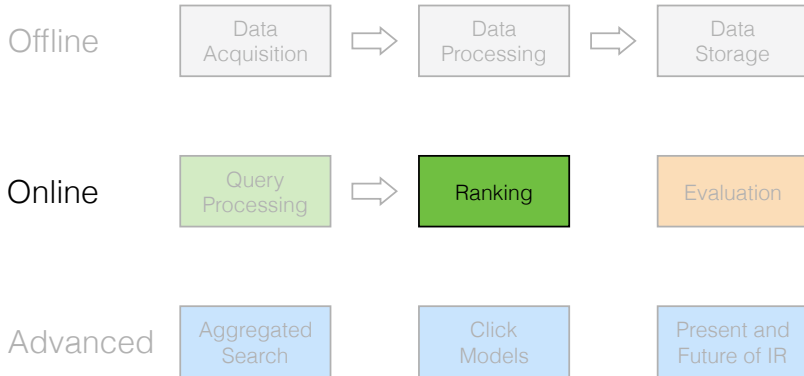 Offline
Data
Acquisition
Data
Processing
Data
Storage
Online
Query
Processing
Ranking
Evaluation
Advanced
Aggregated
Search
Click
Models
Present and
Future of IR